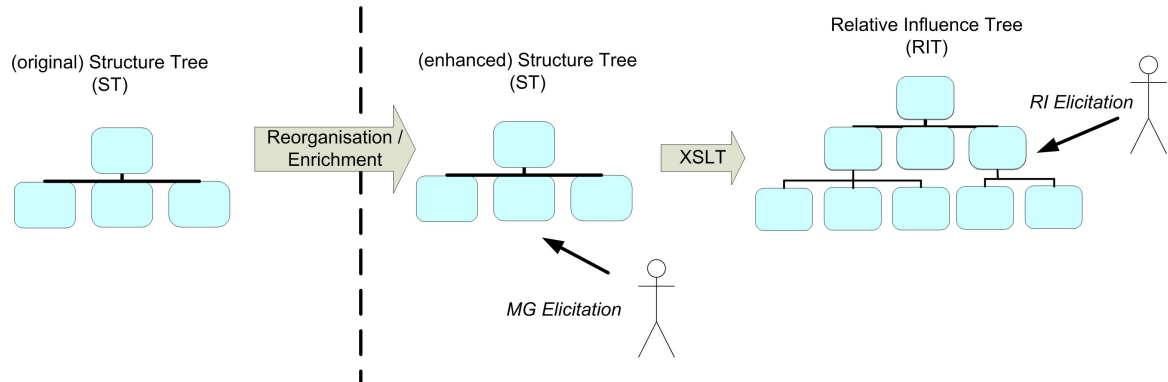 (original) Structure Tree
(ST)
Reorganisation /
Enrichment
(enhanced) Structure Tree
(ST)
MG Elicitation
XSLT
Relative Influence Tree
(RIT)
RI Elicitation